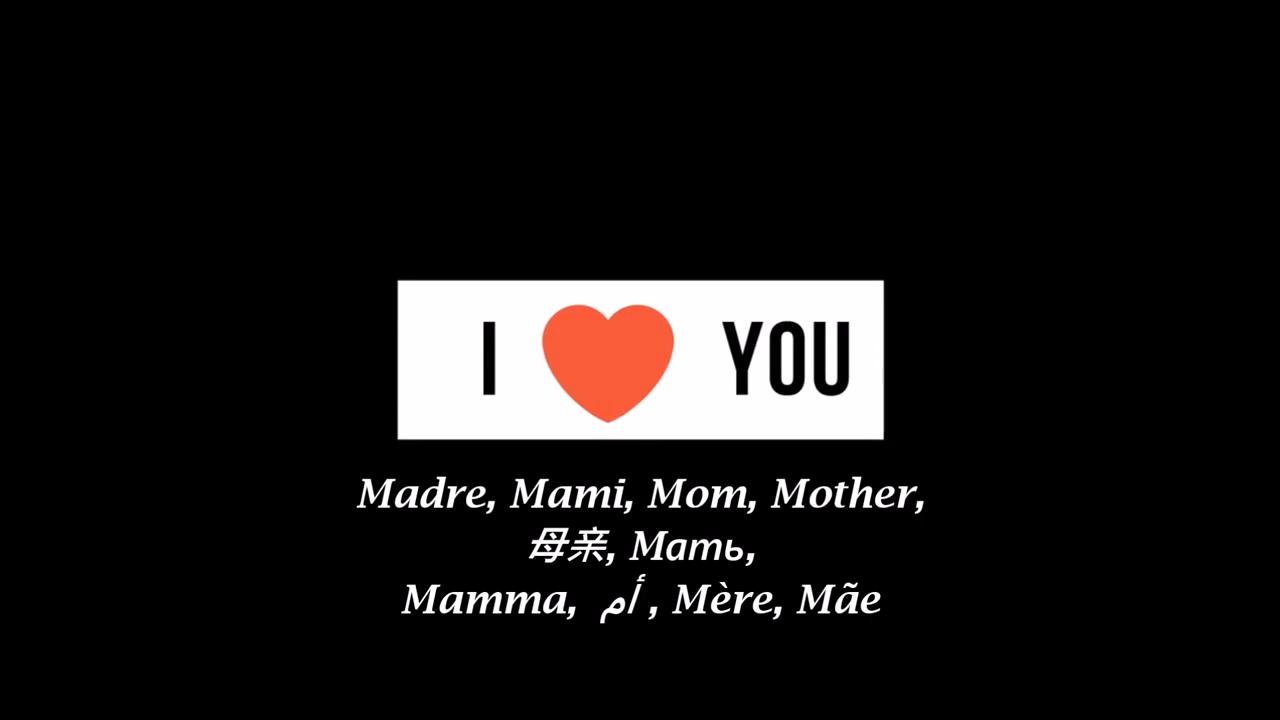 I YOU
Madre, Mami, Mom, Mother,
母亲, Мать,
Mamma, أم , Mère, Mãe